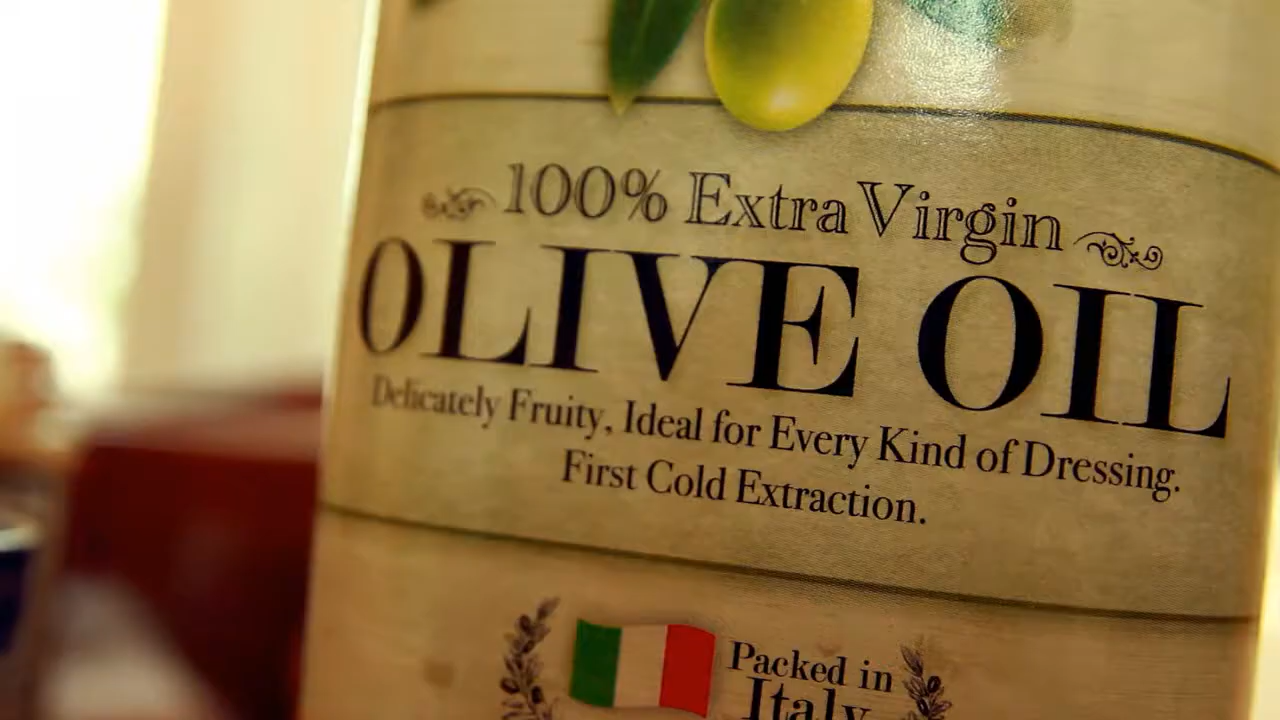 100% Extra Virgin
OLIVE OIL
Delicately Fruity, Ideal for Every Kind of Dressing.
First Cold Extraction.
Packed in
Italy